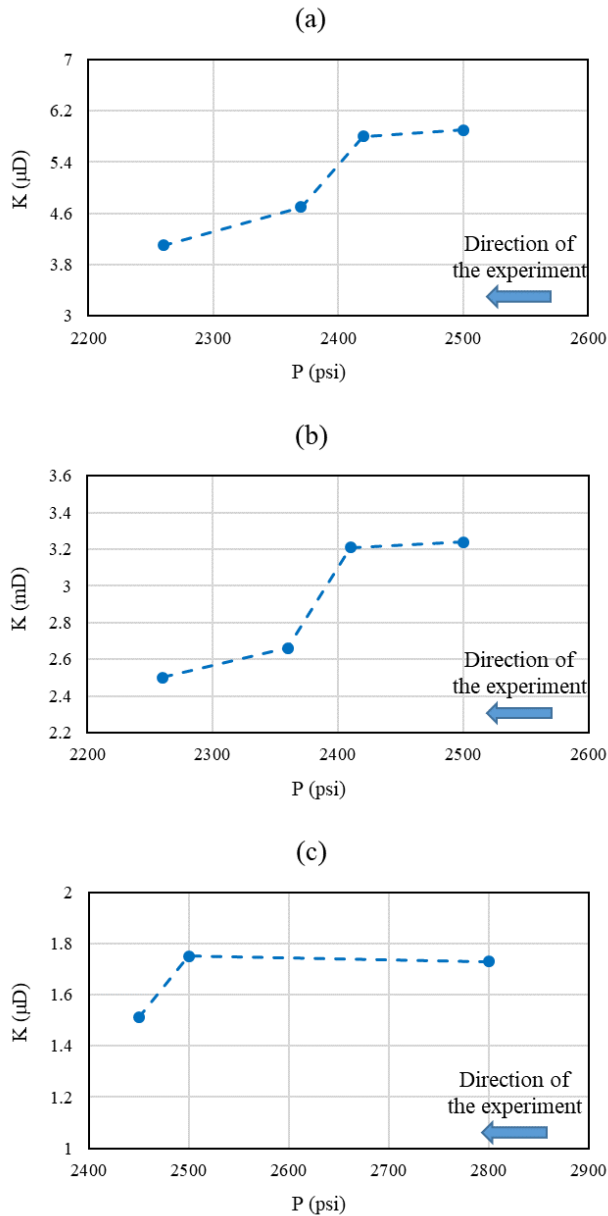 (a)
K (μD)
7
6.2
5.4
4.6
3.8
3
Direction of
the experiment
2200
2300
2400
2500
2600
P (psi)
(b)
K (mD)
3.6
3.4
3.2
3
2.8
2.6
2.4
2.2
Direction of
the experiment
2200
2300
2400
2500
2600
P (psi)
(c)
K (μD)
2
1.8
1.6
1.4
1.2
1
Direction of
the experiment
2400
2500
2600
2700
2800
2900
P (psi)